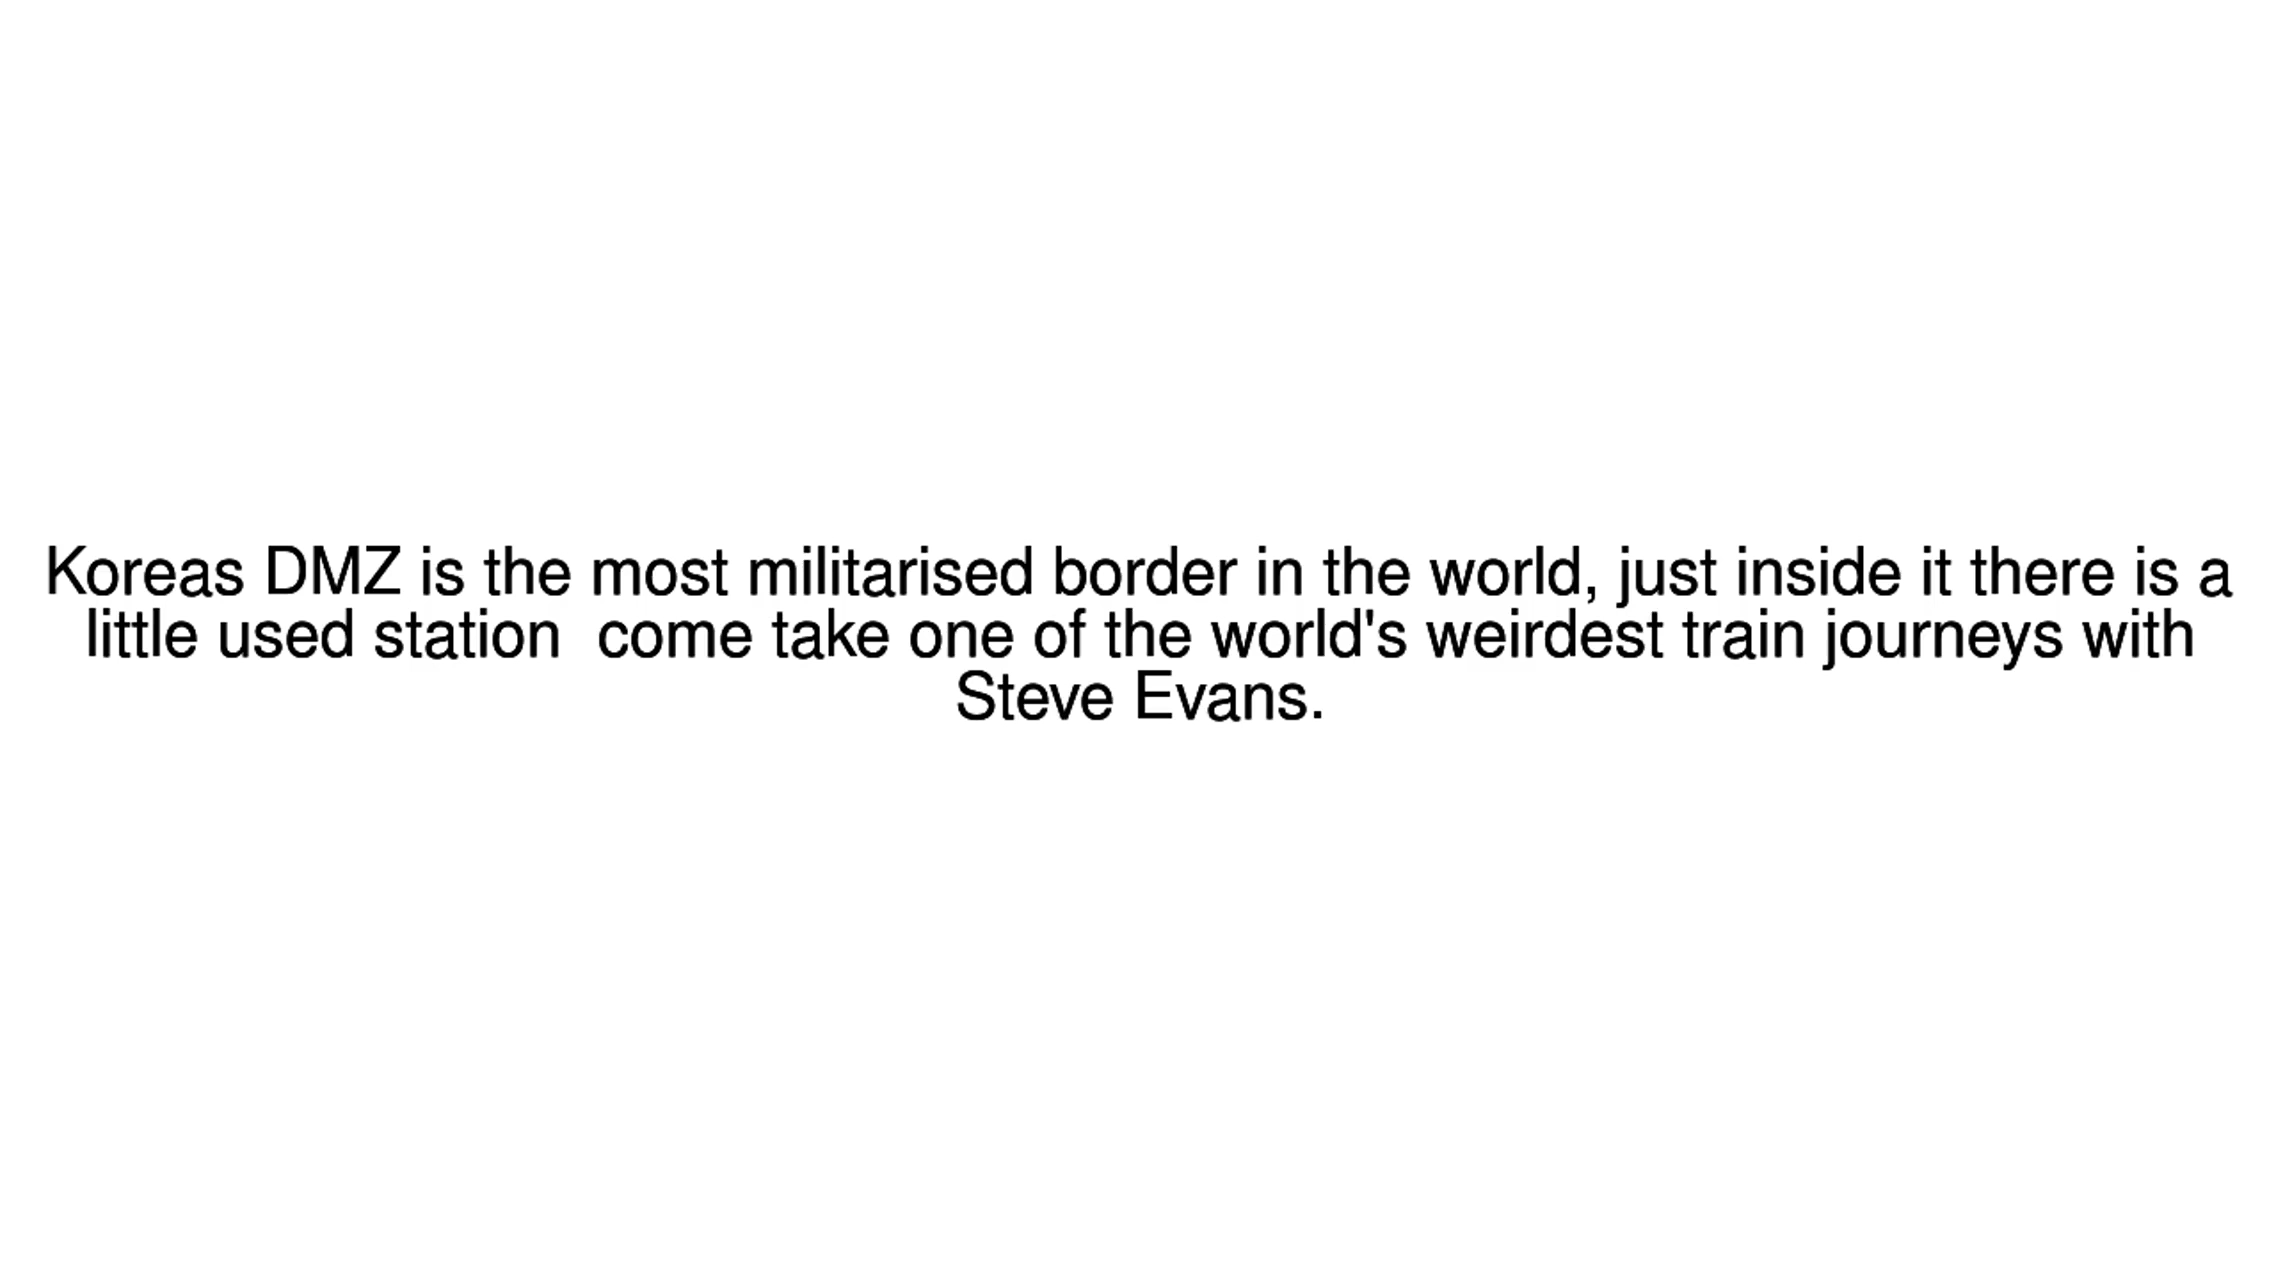 Koreas DMZ is the most militarised border in the world, just inside it there is a
little used station  come take one of the world's weirdest train journeys with
Steve Evans.